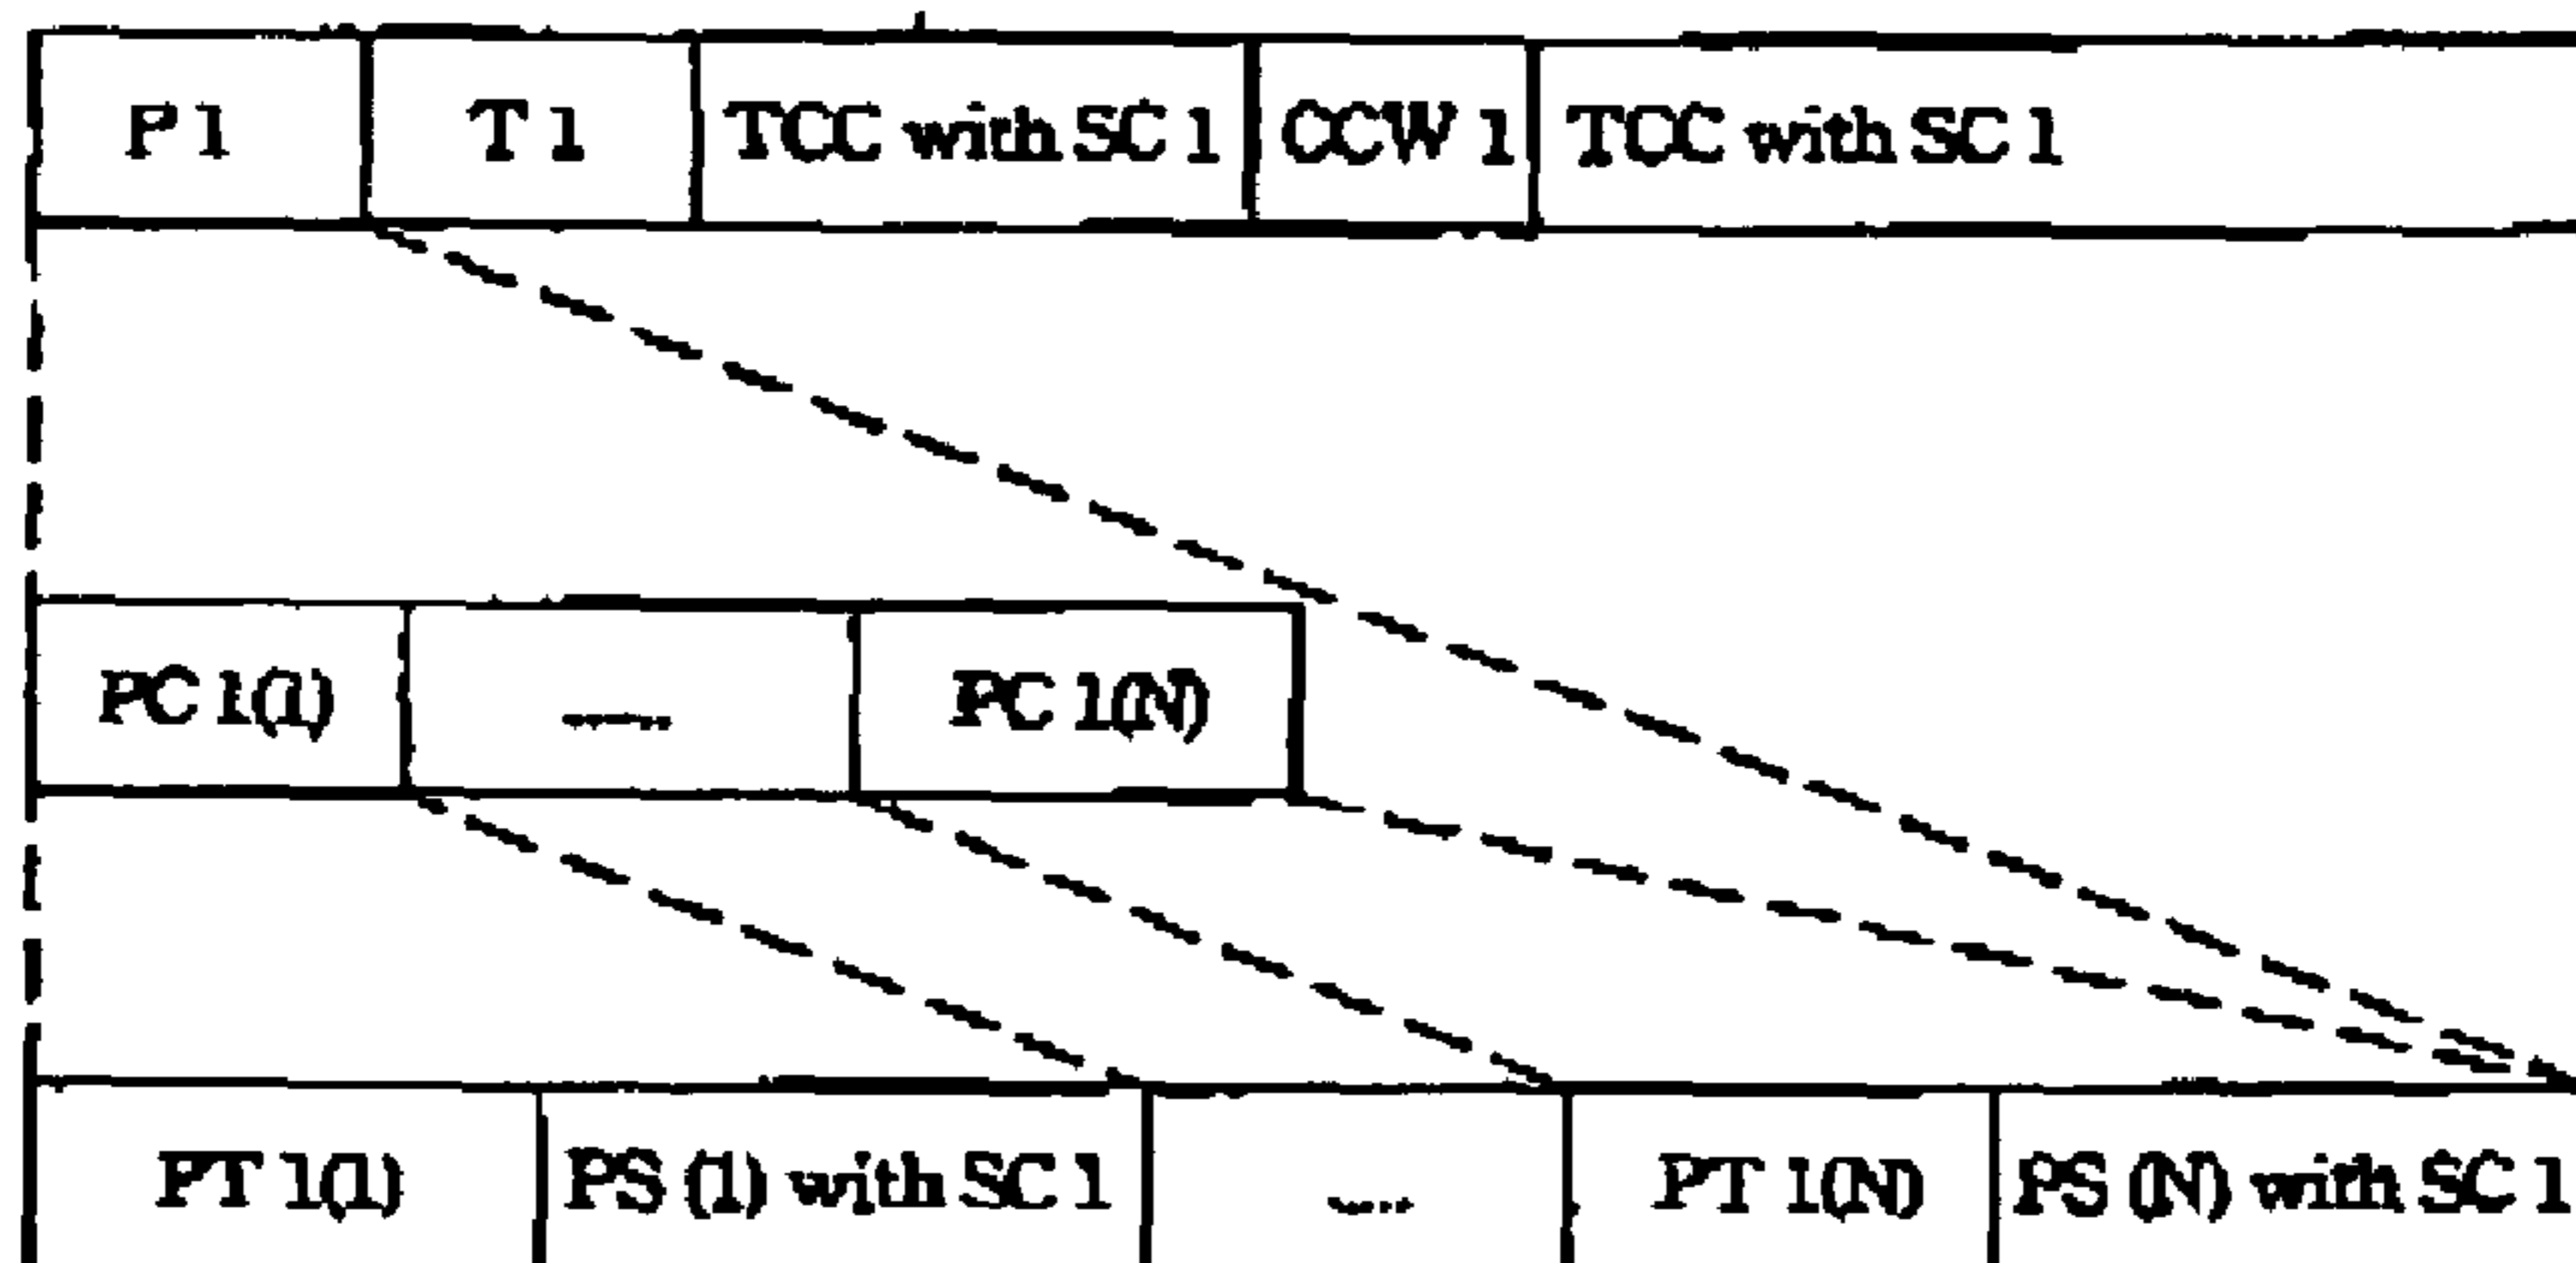 P 1 T 1 TCC with SC 1 CCW 1 TCC with SC 1
PC 1(1) ..... PC 1(N)
PT 1(1) PS (1) with SC 1 ..... PT 1(N) PS (N) with SC 1